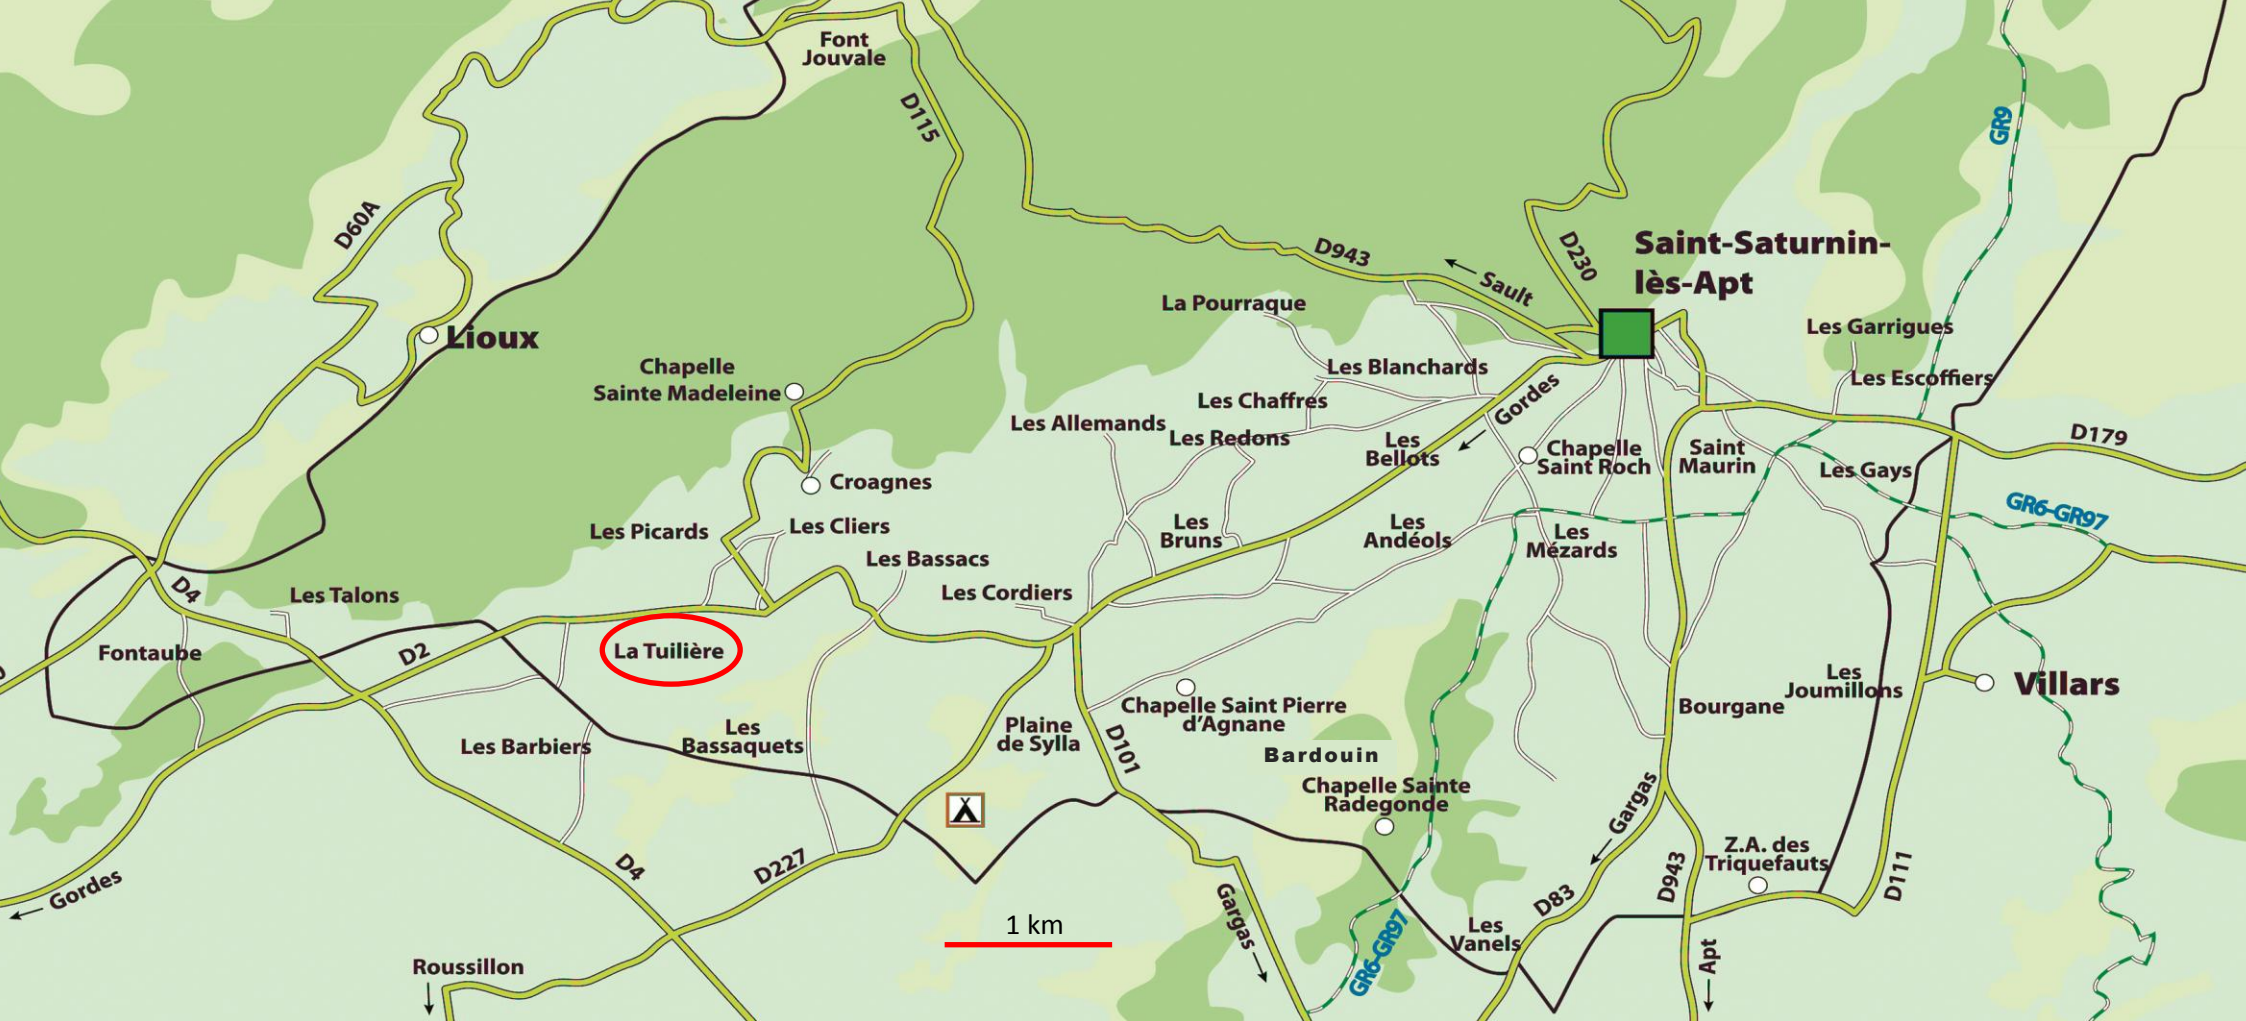 Font
Jouvale
D115
GR9
D60A
D943
Sault
D230
Saint-Saturnin-
lès-Apt
La Pourraque
Les Garrigues
Lioux
Chapelle
Sainte Madeleine
Les Blanchards
Les Escoffiers
Les Chaffres
Gordes
Les Allemands
Les Redons
Les
Bellots
Chapelle
Saint Roch
Saint
Maurin
D179
Les Gays
Croagnes
GR6-GR97
Les Picards
Les Cliers
Les
Bruns
Les
Andéols
Les
Mézards
Les Bassacs
Les Cordiers
D4
Les Talons
Fontaube
D2
La Tuilière
Les
Joumillons
Villars
Chapelle Saint Pierre
d'Agnane
Bourgane
Les
Bassaquets
Plaine
de Sylla
D101
Les Barbiers
Bardouin
Chapelle Sainte
Radegonde
Gargas
Z.A. des
Triquefauts
D4
D227
D943
D111
Gordes
D83
1 km
Gargas
GR6-GR97
Les
Vanels
Apt
Roussillon